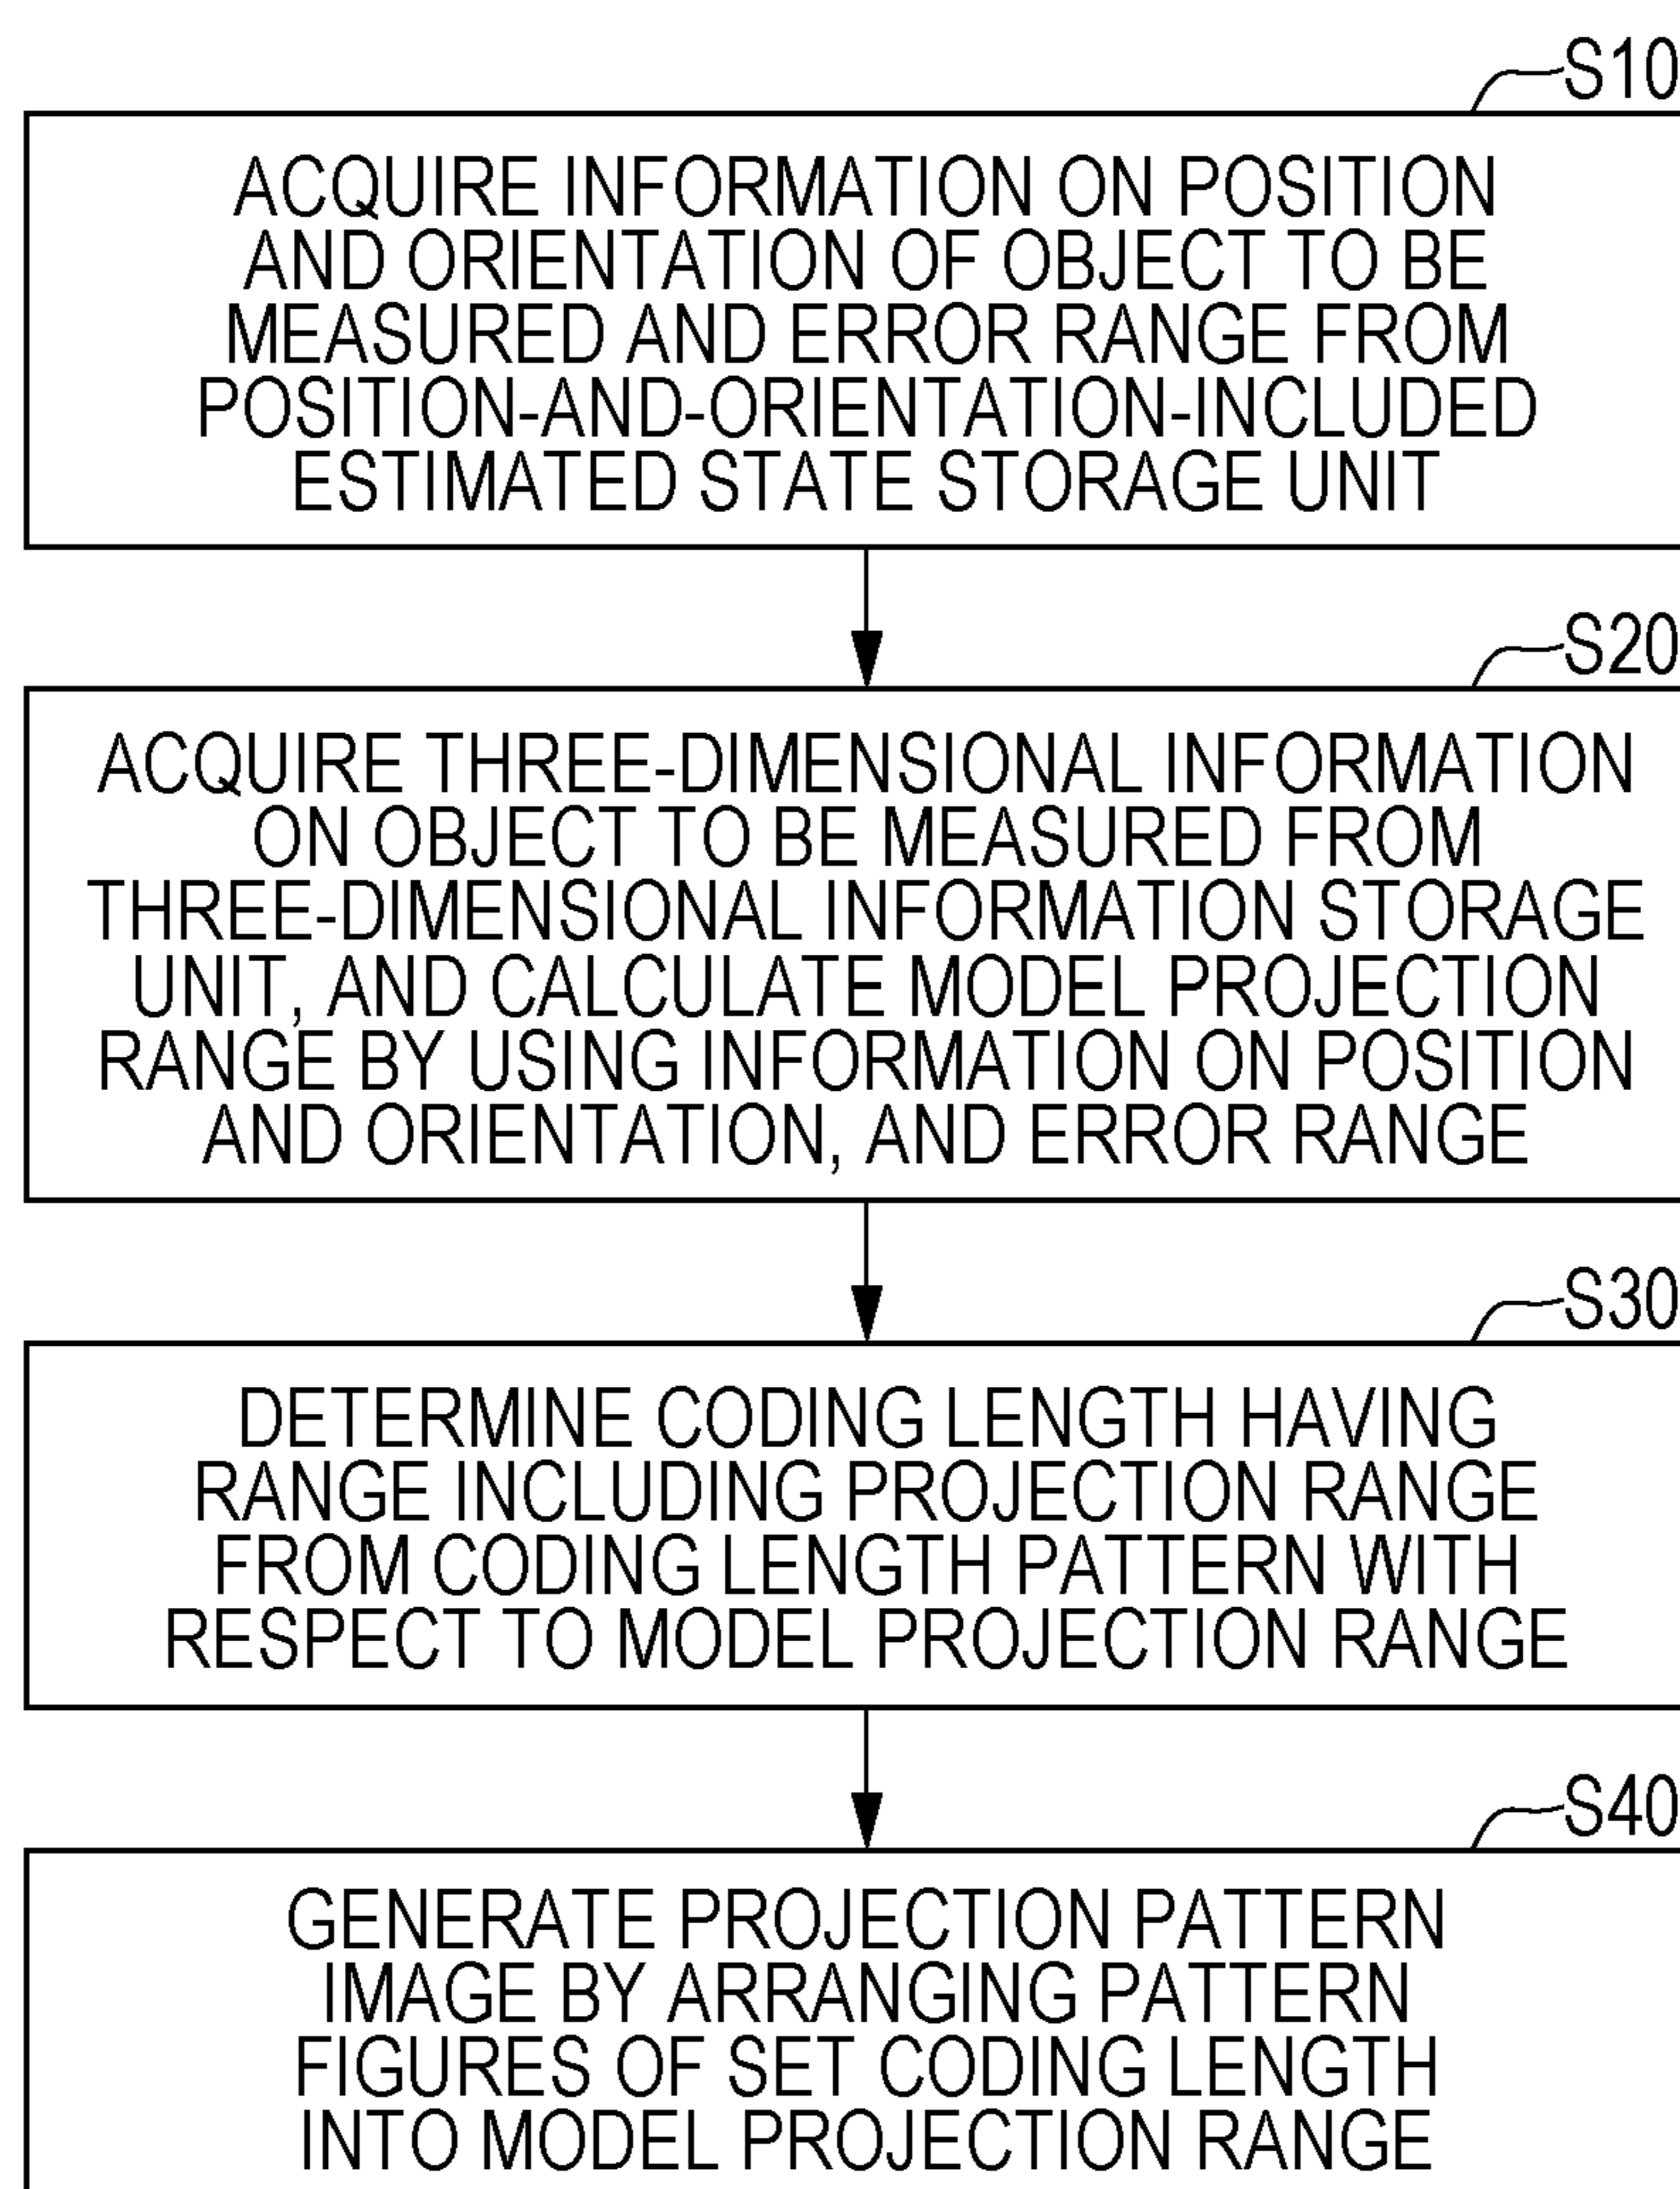 S10
ACQUIRE INFORMATION ON POSITION
AND ORIENTATION OF OBJECT TO BE
MEASURED AND ERROR RANGE FROM
POSITION-AND-ORIENTATION-INCLUDED
ESTIMATED STATE STORAGE UNIT
S20
ACQUIRE THREE-DIMENSIONAL INFORMATION
ON OBJECT TO BE MEASURED FROM
THREE-DIMENSIONAL INFORMATION STORAGE
UNIT, AND CALCULATE MODEL PROJECTION
RANGE BY USING INFORMATION ON POSITION
AND ORIENTATION, AND ERROR RANGE
S30
DETERMINE CODING LENGTH HAVING
RANGE INCLUDING PROJECTION RANGE
FROM CODING LENGTH PATTERN WITH
RESPECT TO MODEL PROJECTION RANGE
S40
GENERATE PROJECTION PATTERN
IMAGE BY ARRANGING PATTERN
FIGURES OF SET CODING LENGTH
INTO MODEL PROJECTION RANGE